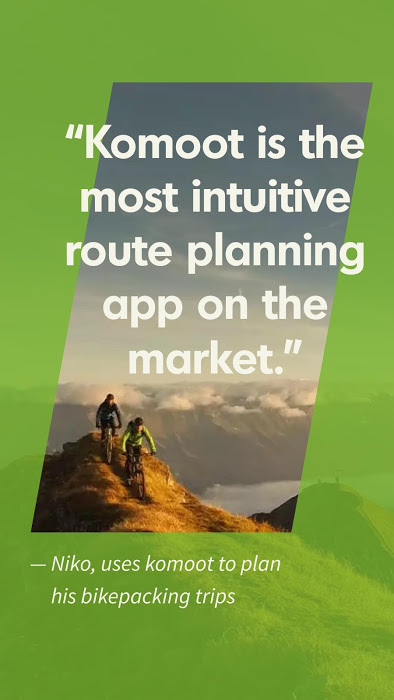 “Komoot is the
most intuitive
route planning
app on the
market.”
— Niko, uses komoot to plan
his bikepacking trips